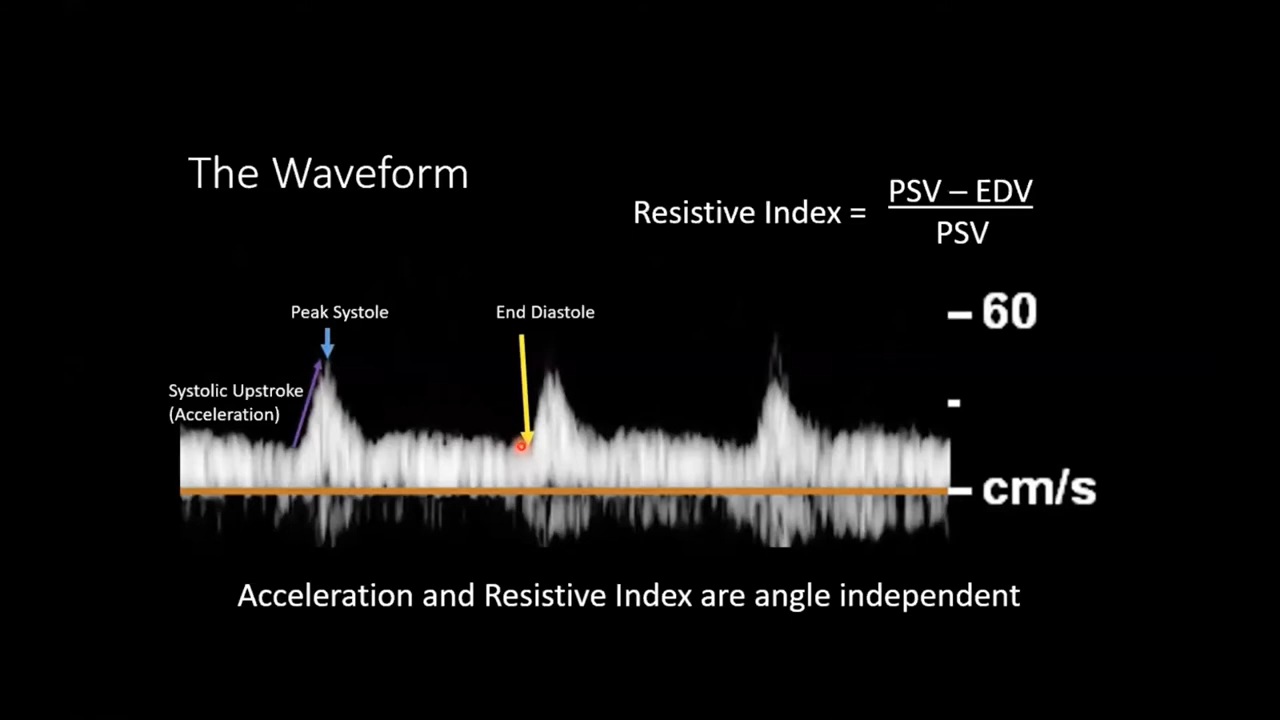 The Waveform
Resistive Index =
PSV – EDV
PSV
Peak Systole
End Diastole
60
Systolic Upstroke
(Acceleration)
cm/s
Acceleration and Resistive Index are angle independent